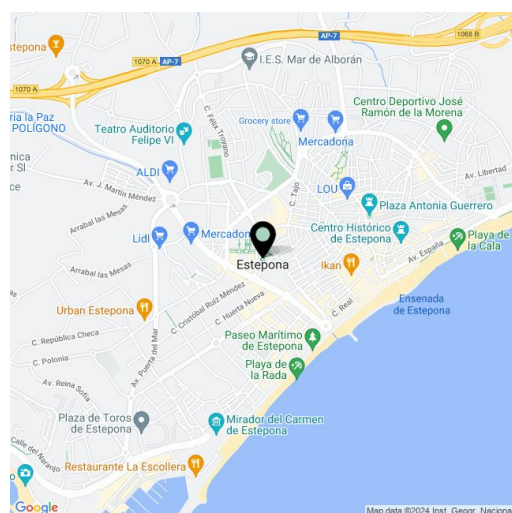 1070 A
AP-7
1068 B
AP-7
Estepona
1070 A
I.E.S. Mar de Alborán
Centro Deportivo José
Ramón de la Morena
ria la Paz
POLÍGONO
Teatro Auditorio
Felipe VI
C. Félix Troyano
Grocery store
Mercadona
nica
r Sl
ALDI
C. Tajo
LOU
Av. Libertad
Av. J. Martín Méndez
Plaza Antonia Guerrero
Arrabal las Mesas
Lidl
Mercadona
Centro Histórico
de Estepona
Av. España
Playa de
la Cala
Arrabal las Mesas
Estepona
Ikan
Ensenada
de Estepona
Urban Estepona
C. Cristóbal Ruiz Méndez
C. Huerta Nueva
C. Real
C. República Checa
C. Polonia
Av. Puerta del Mar
Paseo Marítimo
de Estepona
Playa de
la Rada
Av. Reina Sofía
Plaza de Toros
de Estepona
Mirador del Carmen
de Estepona
Calle del Navío
Restaurante La Escollera
o
Google
Map data ©2024 Inst. Geogr. Nacional